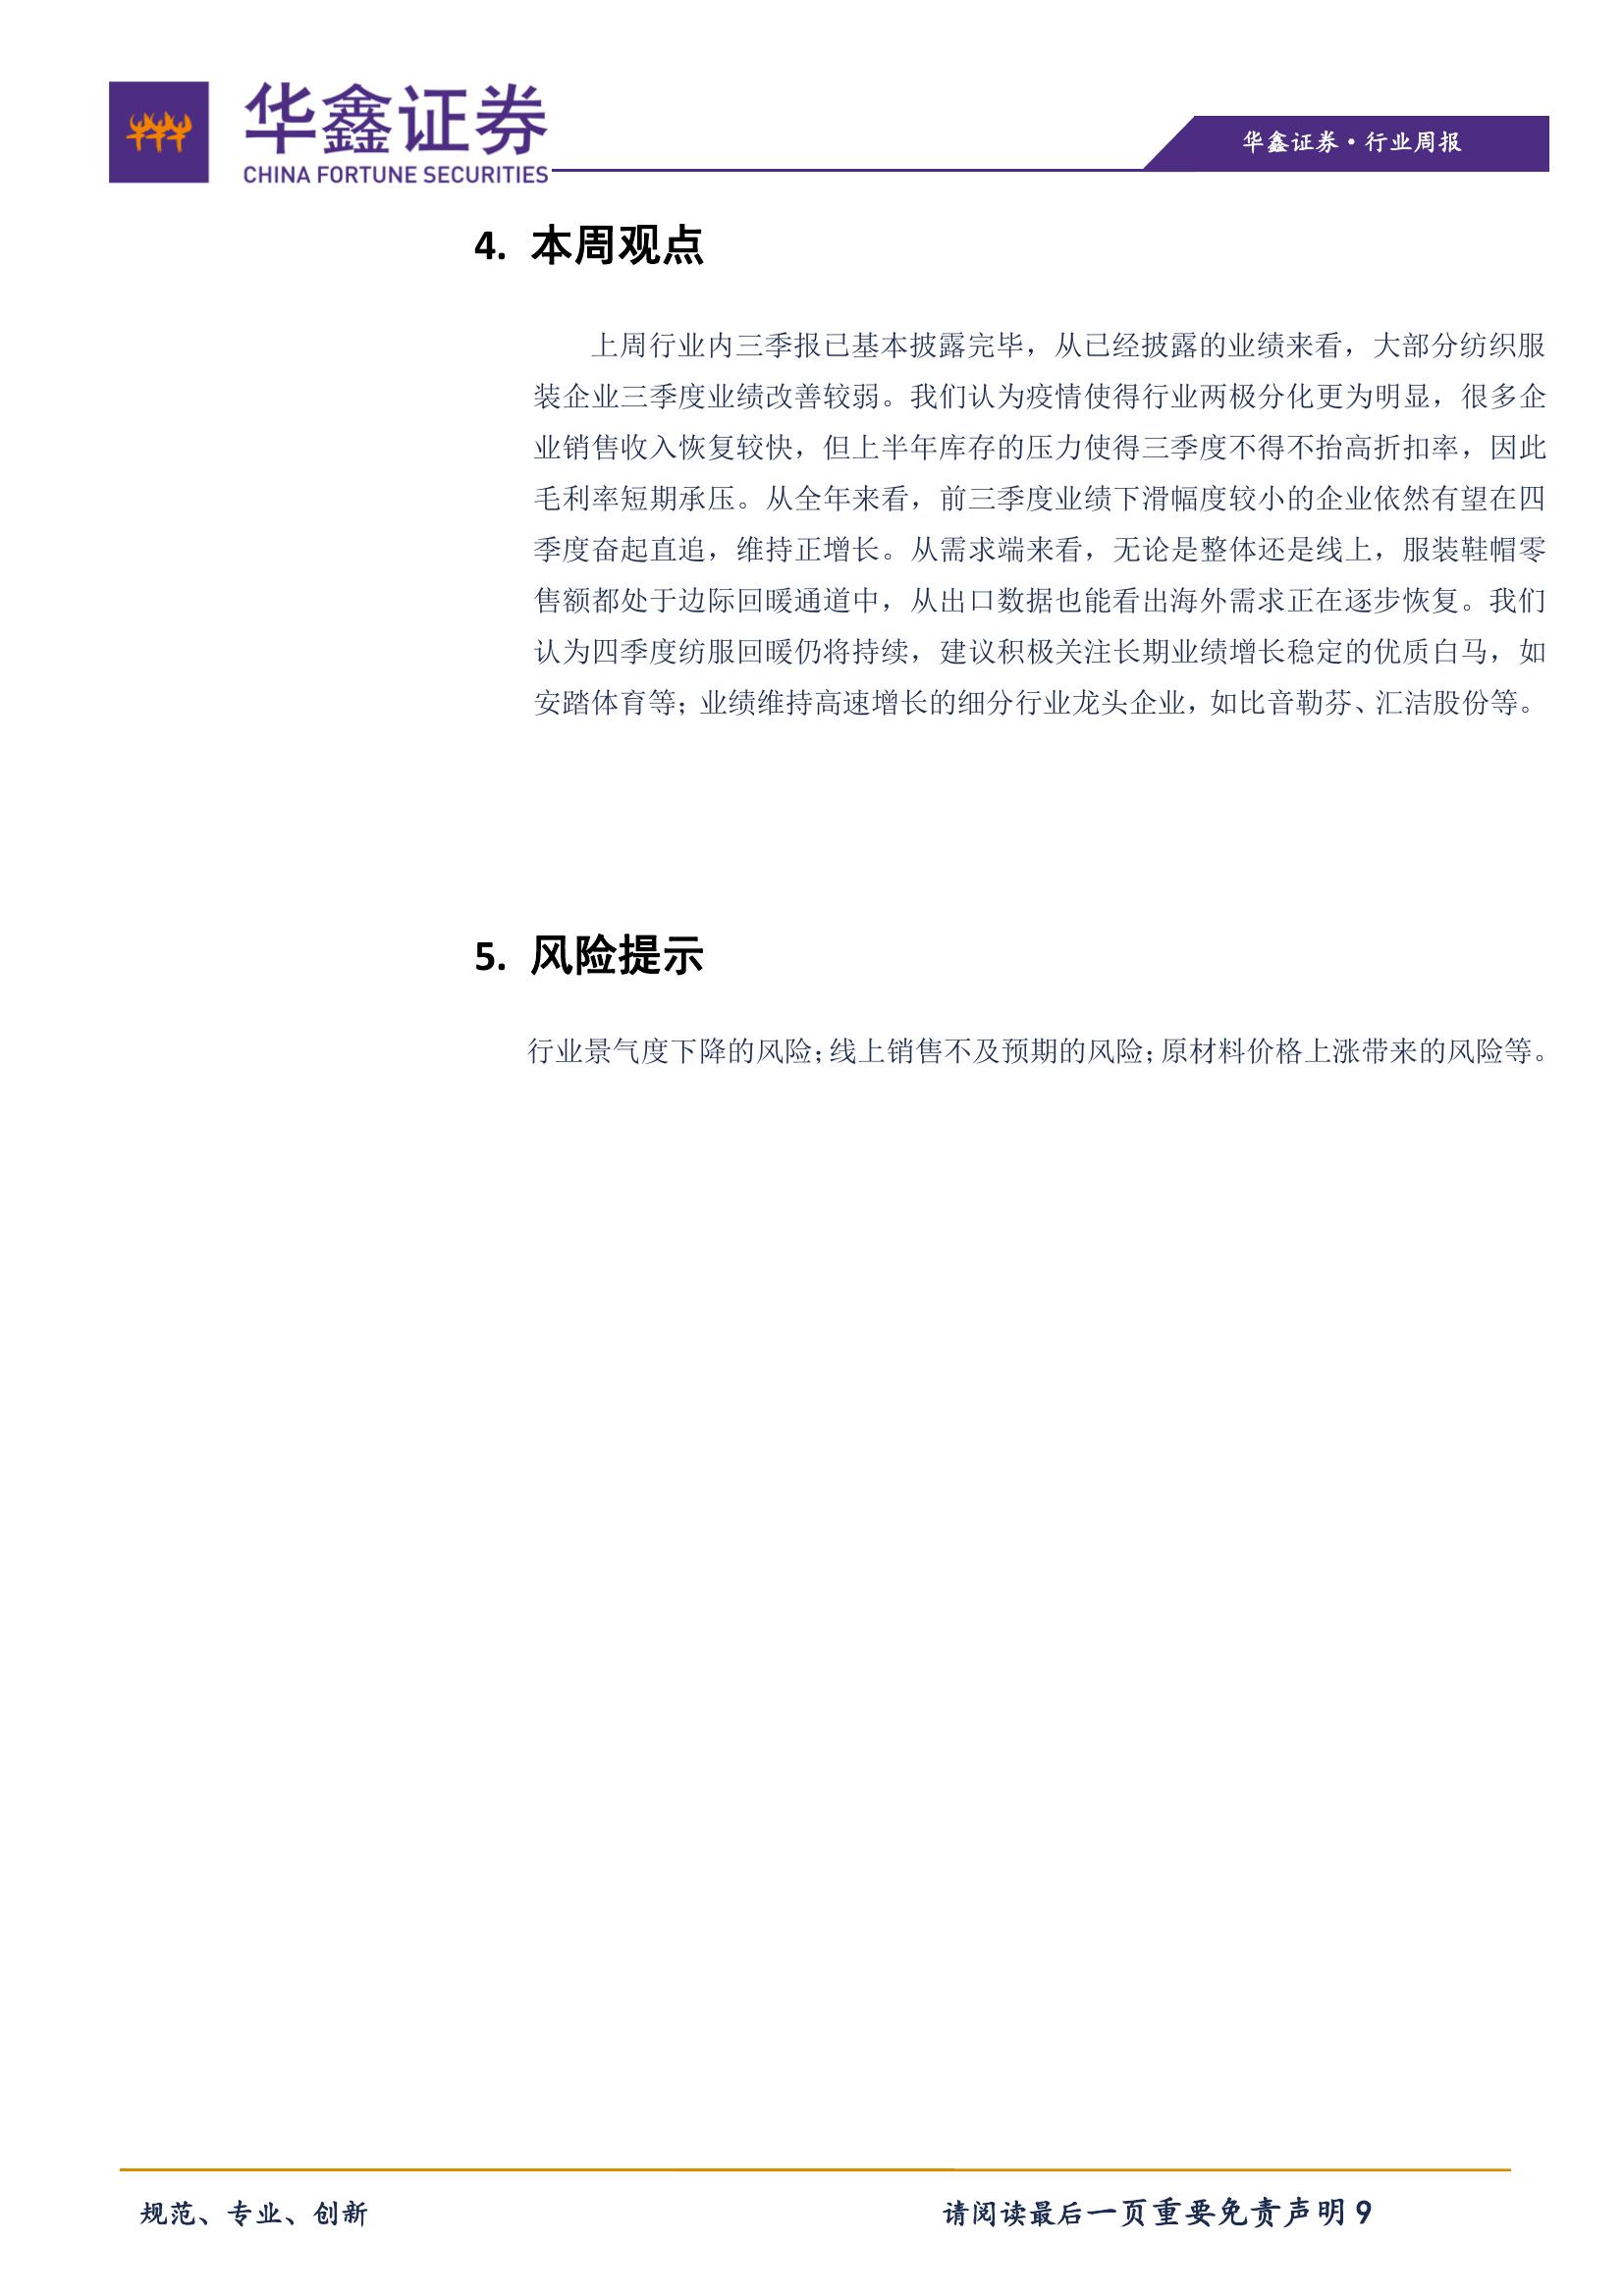 华鑫证券
CHINA FORTUNE SECURITIES
华鑫证券·行业周报
4. 本周观点
上周行业内三季报已基本披露完毕，从已经披露的业绩来看，大部分纺织服
装企业三季度业绩改善较弱。我们认为疫情使得行业两极分化更为明显，很多企
业销售收入恢复较快，但上半年库存的压力使得三季度不得不抬高折扣率，因此
毛利率短期承压。从全年来看，前三季度业绩下滑幅度较小的企业依然有望在四
季度奋起直追，维持正增长。从需求端来看，无论是整体还是线上，服装鞋帽零
售额都处于边际回暖通道中，从出口数据也能看出海外需求正在逐步恢复。我们
认为四季度纺服回暖仍将持续，建议积极关注长期业绩增长稳定的优质白马，如
安踏体育等；业绩维持高速增长的细分行业龙头企业，如比音勒芬、汇洁股份等。
5. 风险提示
行业景气度下降的风险；线上销售不及预期的风险；原材料价格上涨带来的风险等。
规范、专业、创新
请阅读最后一页重要免责声明 9